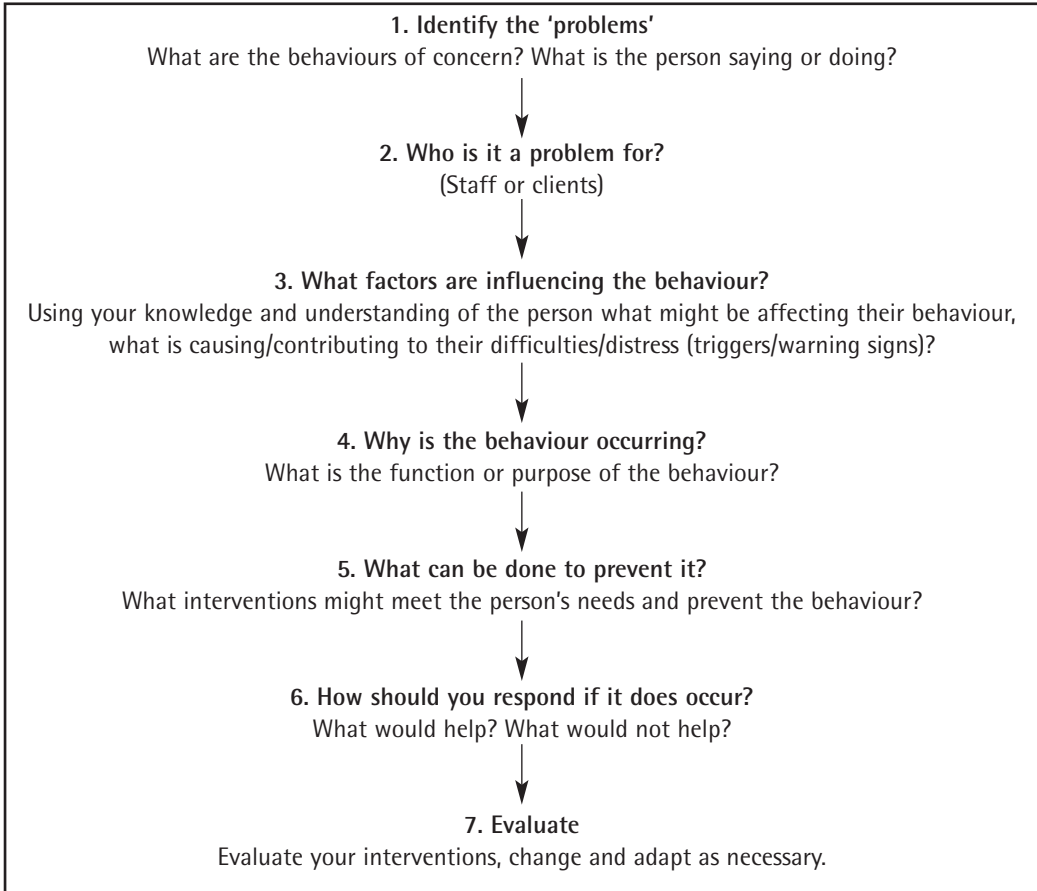 1. Identify the ‘problems’
What are the behaviours of concern? What is the person saying or doing?
2. Who is it a problem for?
(Staff or clients)
3. What factors are influencing the behaviour?
Using your knowledge and understanding of the person what might be affecting their behaviour,
what is causing/contributing to their difficulties/distress (triggers/warning signs)?
4. Why is the behaviour occurring?
What is the function or purpose of the behaviour?
5. What can be done to prevent it?
What interventions might meet the person’s needs and prevent the behaviour?
6. How should you respond if it does occur?
What would help? What would not help?
7. Evaluate
Evaluate your interventions, change and adapt as necessary.